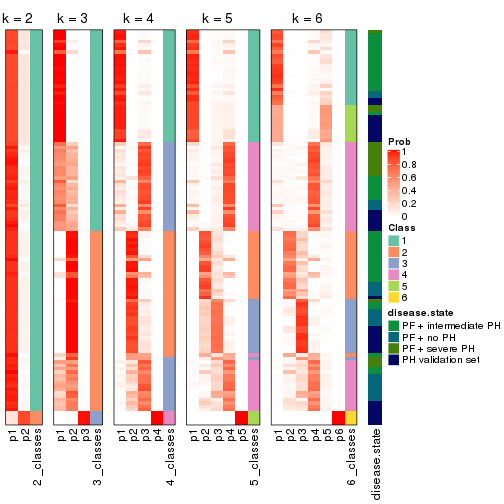 k = 2
k = 3
k = 4
k = 5
k = 6
Prob
1
0.8
0.6
0.4
0.2
0
Class
1
2
3
4
5
6
disease.state
PF + intermediate PH
PF + no PH
PF + severe PH
PH validation set
p1
p2
2_classes
p1
p2
p3
3_classes
p1
p2
p3
p4
4_classes
p1
p2
p3
p4
p5
5_classes
p1
p2
p3
p4
p5
p6
6_classes
disease.state